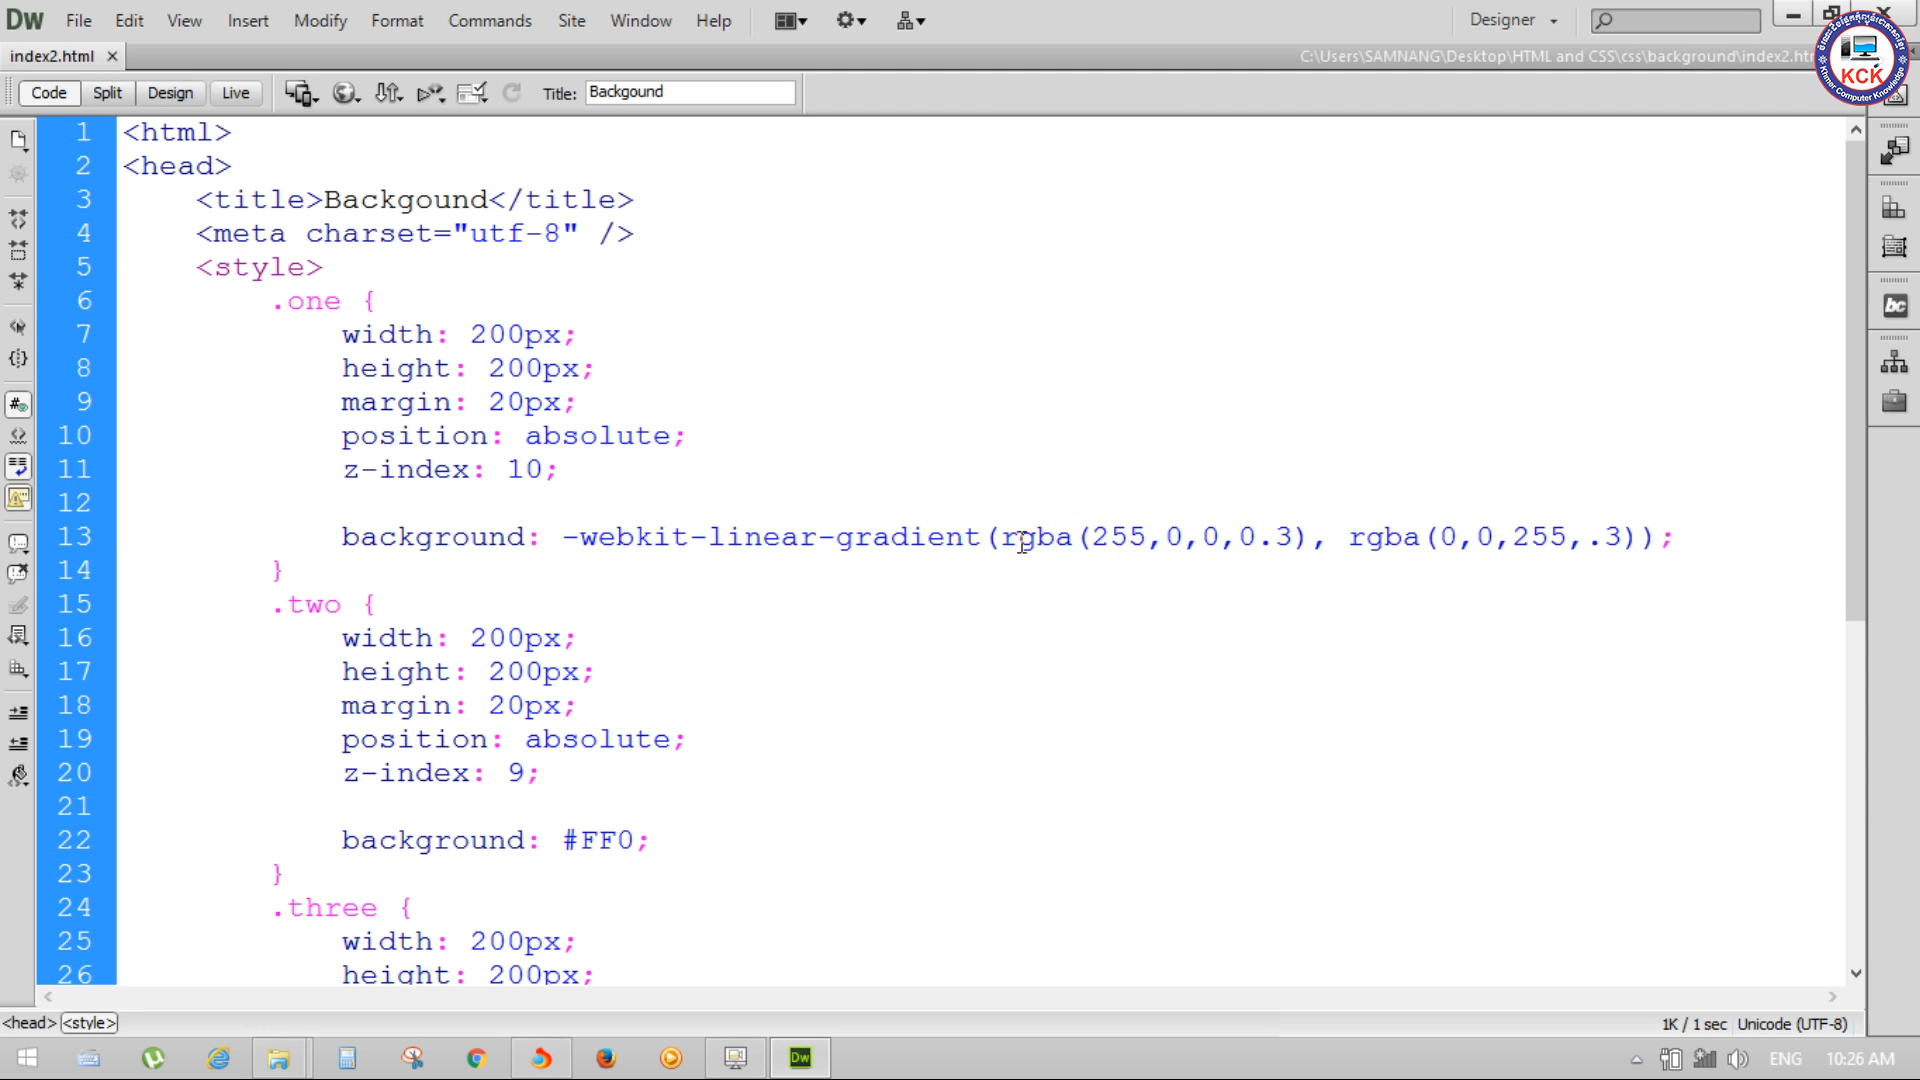 Dw File Edit View Insert Modify Format Commands Site Window Help Designer
index2.html C:\Users\SAMNANG\Desktop\HTML and CSS\css\background\index2.ht
KCK
Khmer Computer Knowledge
Code Split Design Live Title: Backgound
1 <html>
2 <head>
3 <title>Backgound</title>
4 <meta charset="utf-8" />
5 <style>
6 .one {
7 width: 200px;
8 height: 200px;
9 margin: 20px;
10 position: absolute;
11 z-index: 10;
12
13 background: -webkit-linear-gradient(rgba(255,0,0,0.3), rgba(0,0,255,.3));
14 }
15 .two {
16 width: 200px;
17 height: 200px;
18 margin: 20px;
19 position: absolute;
20 z-index: 9;
21
22 background: #FF0;
23 }
24 .three {
25 width: 200px;
26 height: 200px;
<head> <style> 1K / 1 sec Unicode (UTF-8)
Dw ENG 10:26 AM